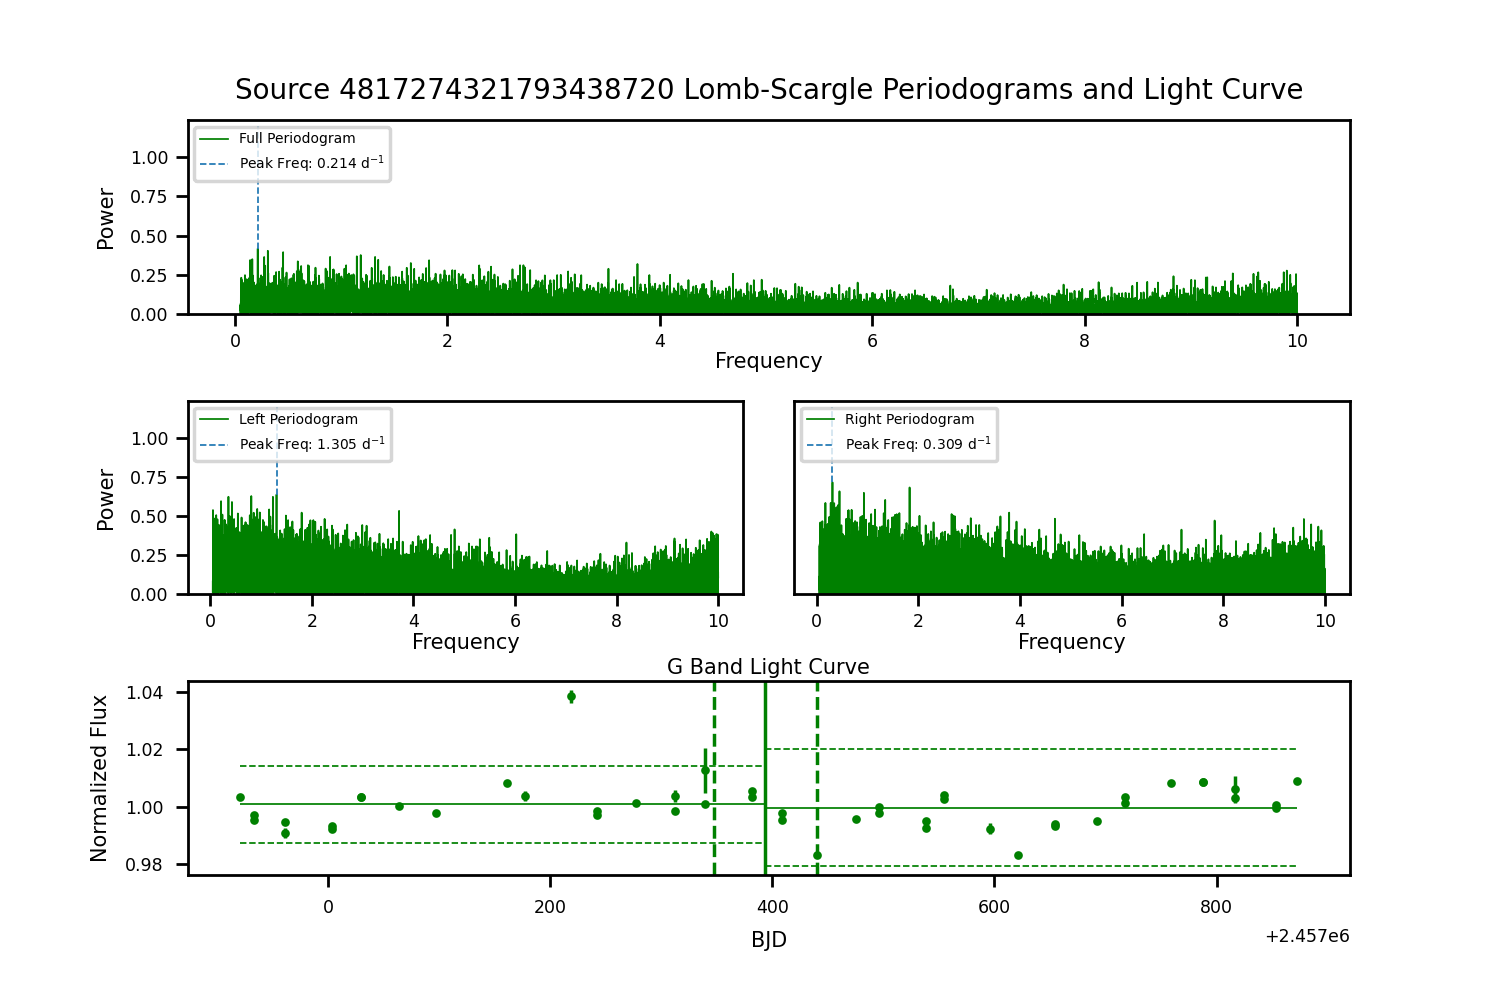 Source 4817274321793438720 Lomb-Scargle Periodograms and Light Curve
Full Periodogram
Peak Freq: 0.214 d⁻¹
1.00
0.75
0.50
0.25
0.00
Power
0 2 4 6 8 10
Frequency
Left Periodogram
Peak Freq: 1.305 d⁻¹
1.00
0.75
0.50
0.25
0.00
Power
0 2 4 6 8 10
Frequency
Right Periodogram
Peak Freq: 0.309 d⁻¹
0 2 4 6 8 10
Frequency
G Band Light Curve
1.04
1.02
1.00
0.98
Normalized Flux
0 200 400 600 800
BJD
+2.457e6